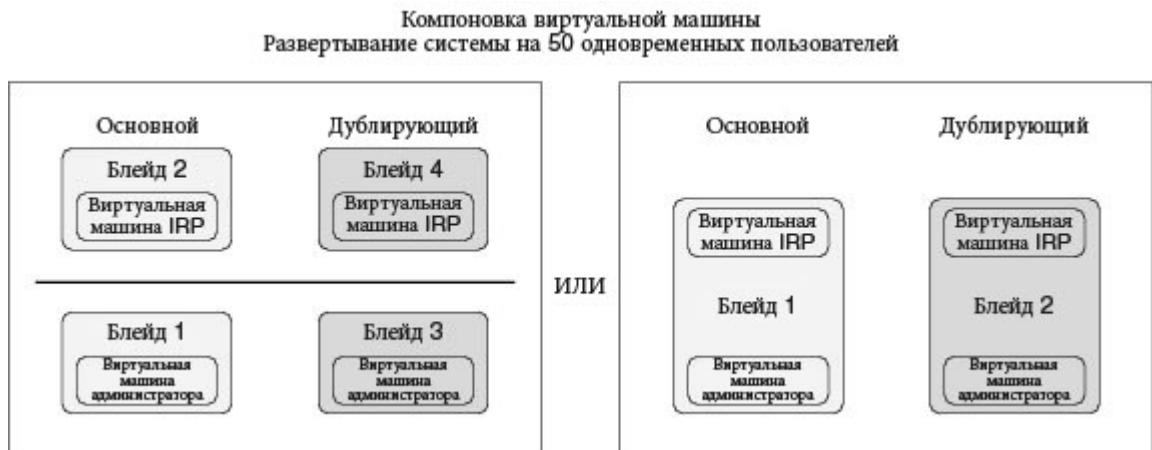 Компоновка виртуальной машины
Развертывание системы на 50 одновременных пользователей
Основной
Дублирующий
Блейд 2
Виртуальная
машина IRP
Блейд 4
Виртуальная
машина IRP
Блейд 1
Виртуальная
машина
администратора
Блейд 3
Виртуальная
машина
администратора
ИЛИ
Основной
Дублирующий
Виртуальная
машина IRP
Блейд 1
Виртуальная
машина
администратора
Виртуальная
машина IRP
Блейд 2
Виртуальная
машина
администратора